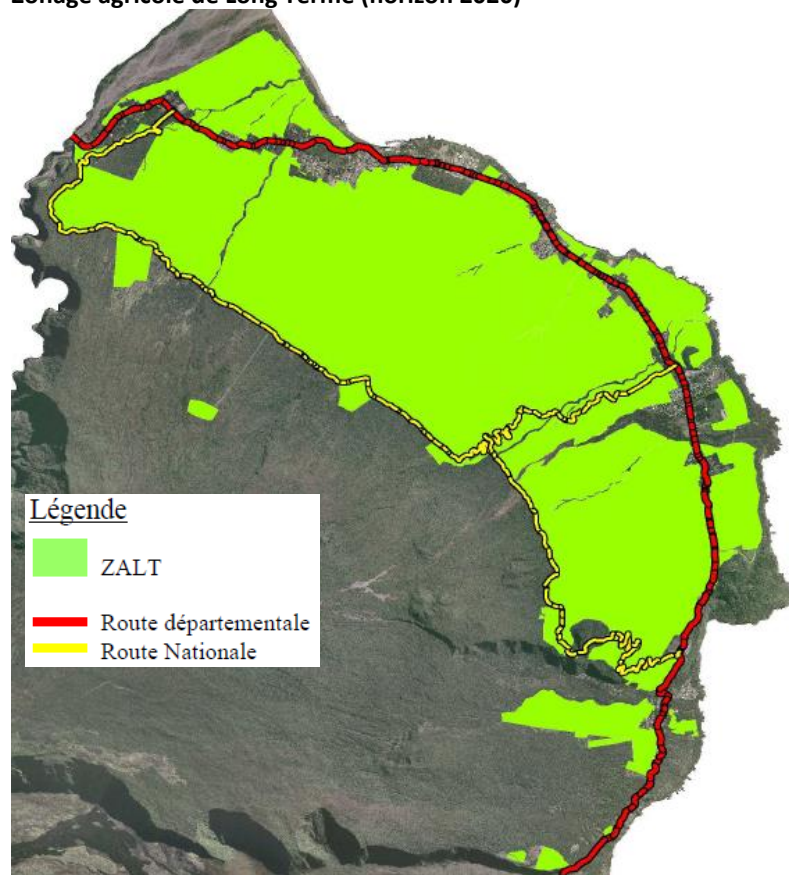 Zonage agricole de Long Terme (horizon 2020)
Légende
ZALT
Route départementale
Route Nationale